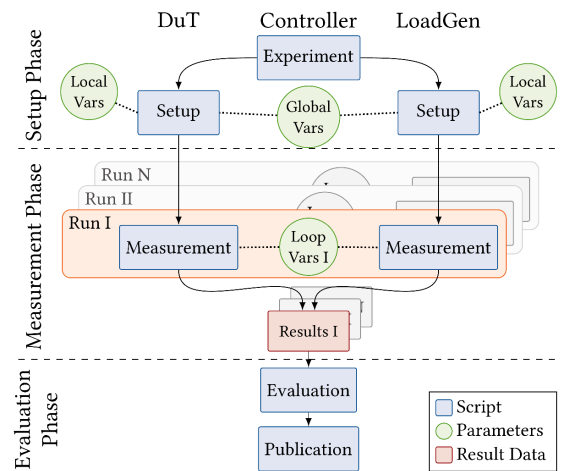 DuT Controller LoadGen
Setup Phase
Experiment
Local
Vars
Setup
Global
Vars
Setup
Local
Vars
Measurement Phase
Run N
Run II
Run I
Measurement
Loop
Vars I
Measurement
Results I
Evaluation
Phase
Evaluation
Publication
Script
Parameters
Result Data